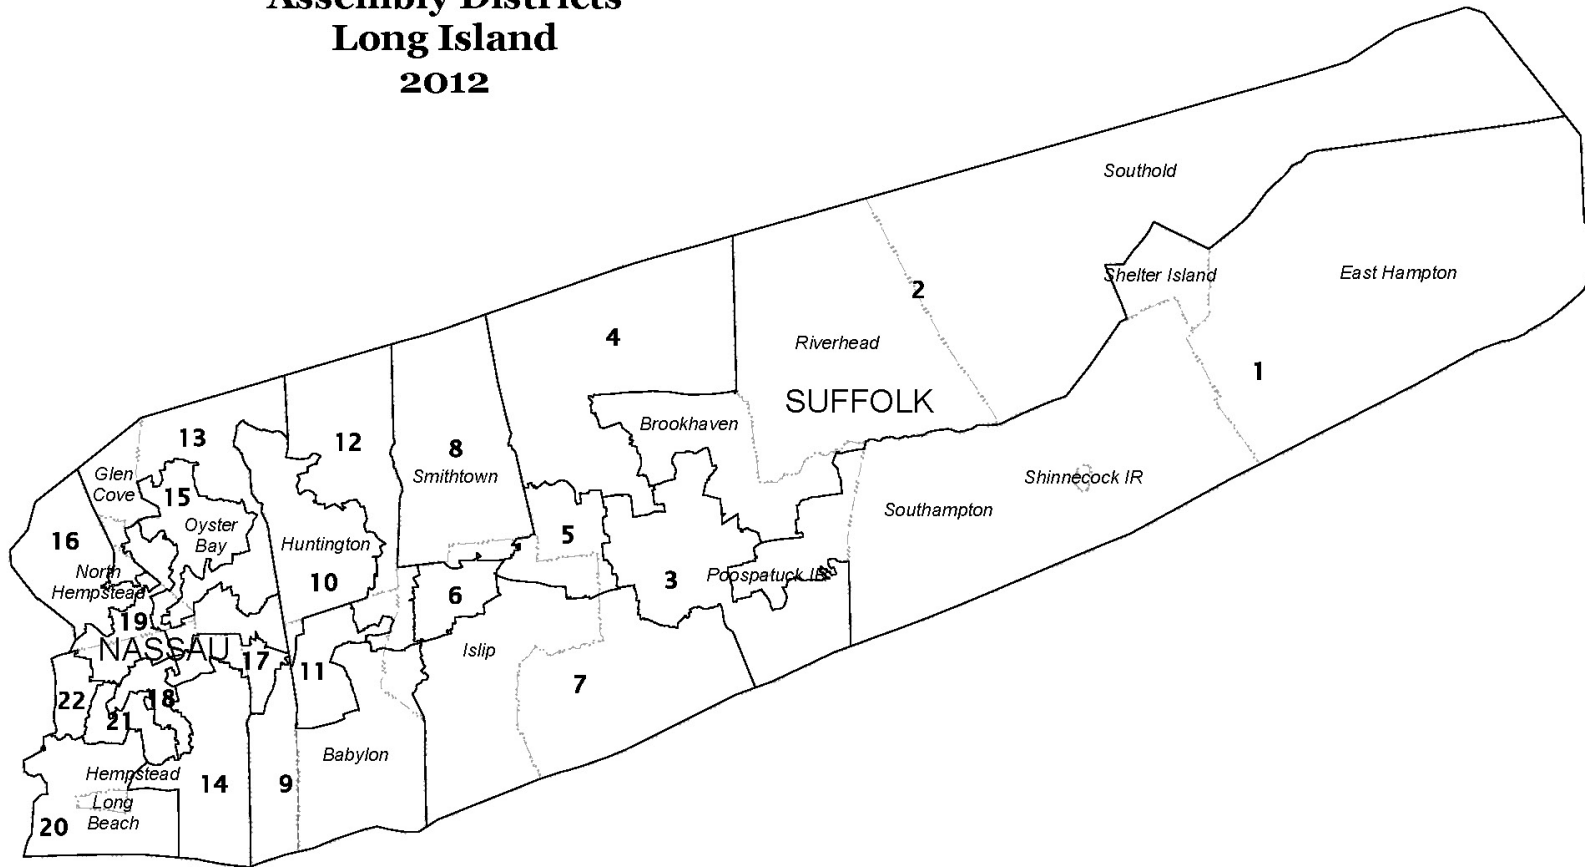 Assembly Districts
Long Island
2012
Southold
Shelter Island
East Hampton
2
4
Riverhead
1
SUFFOLK
Brookhaven
13
12
8
Smithtown
Glen
Cove
15
Shinnecock IR
Southampton
Oyster
Bay
16
5
Huntington
North
Hempstead
10
3
Poospatuck IR
6
19
NASSAU
17
Islip
11
7
22
18
21
Babylon
Hempstead
14
9
Long
Beach
20